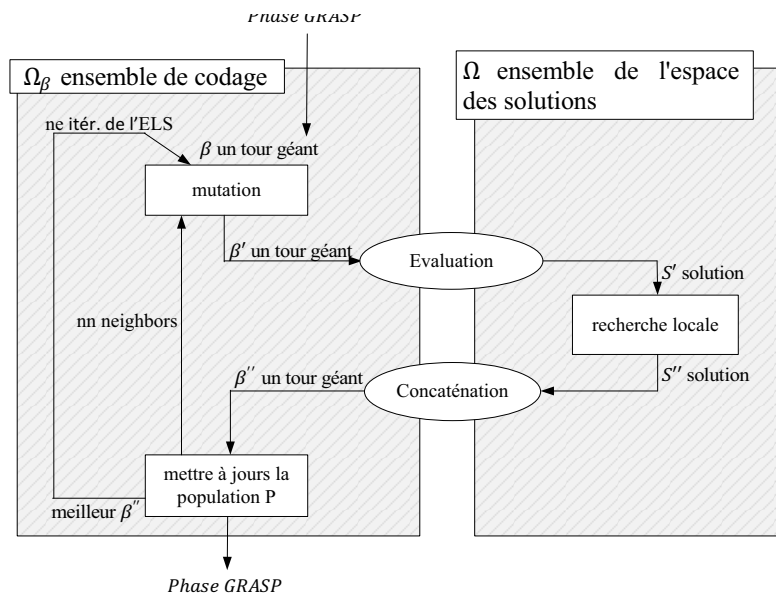 Phase GRASP
Ω_β ensemble de codage
Ω ensemble de l'espace
des solutions
ne itér. de l'ELS
β un tour géant
mutation
β′ un tour géant
Evaluation
S′ solution
nn neighbors
recherche locale
β′′ un tour géant
Concaténation
S′′ solution
mettre à jours la
population P
meilleur β′′
Phase GRASP